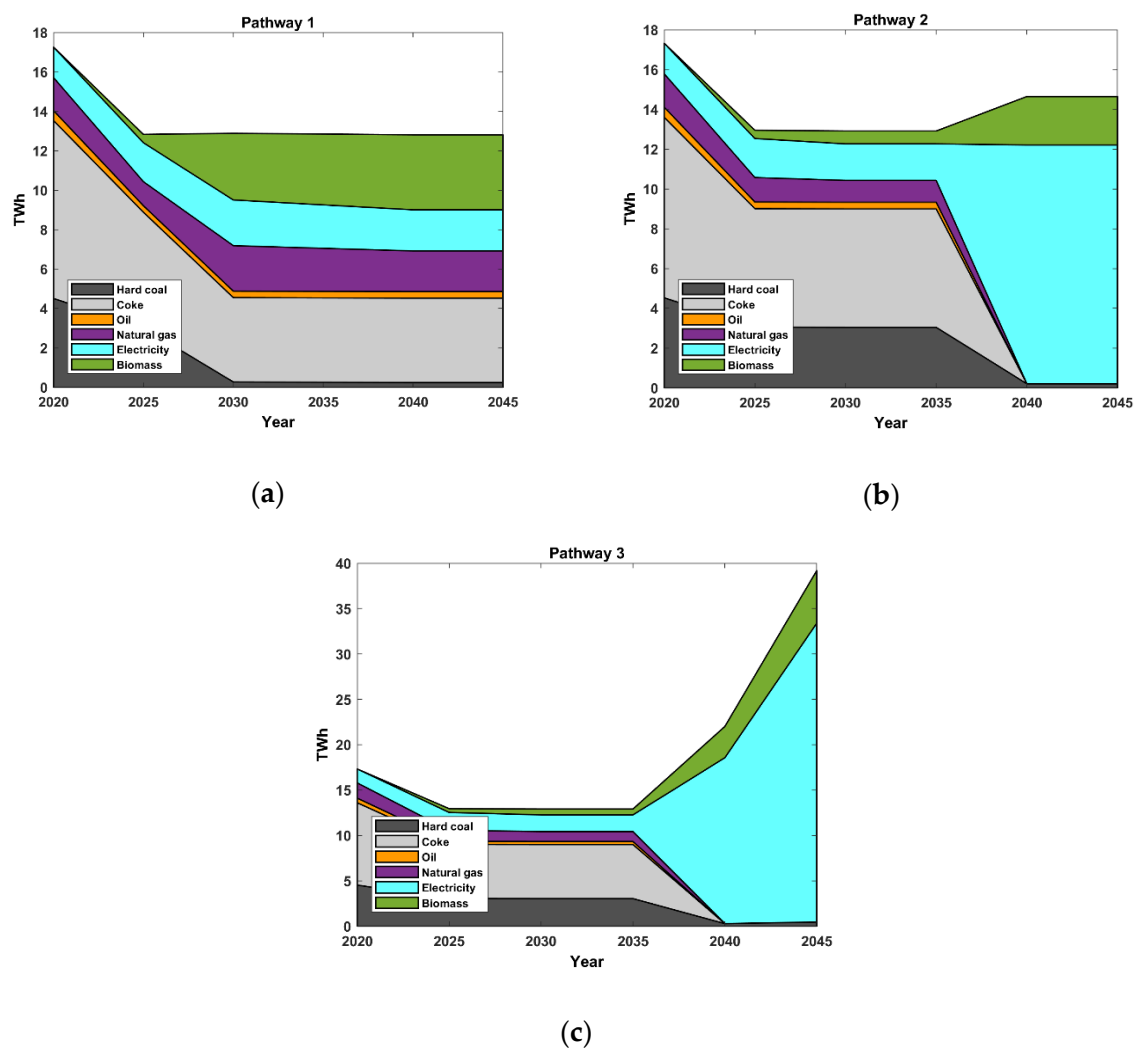 Pathway 1
18
16
14
12
10
8
6
4
2
0
TWh
Hard coal
Coke
Oil
Natural gas
Electricity
Biomass
2020 2025 2030 2035 2040 2045
Year
(a)
Pathway 2
18
16
14
12
10
8
6
4
2
0
TWh
Hard coal
Coke
Oil
Natural gas
Electricity
Biomass
2020 2025 2030 2035 2040 2045
Year
(b)
Pathway 3
40
35
30
25
20
15
10
5
0
TWh
Hard coal
Coke
Oil
Natural gas
Electricity
Biomass
2020 2025 2030 2035 2040 2045
Year
(c)